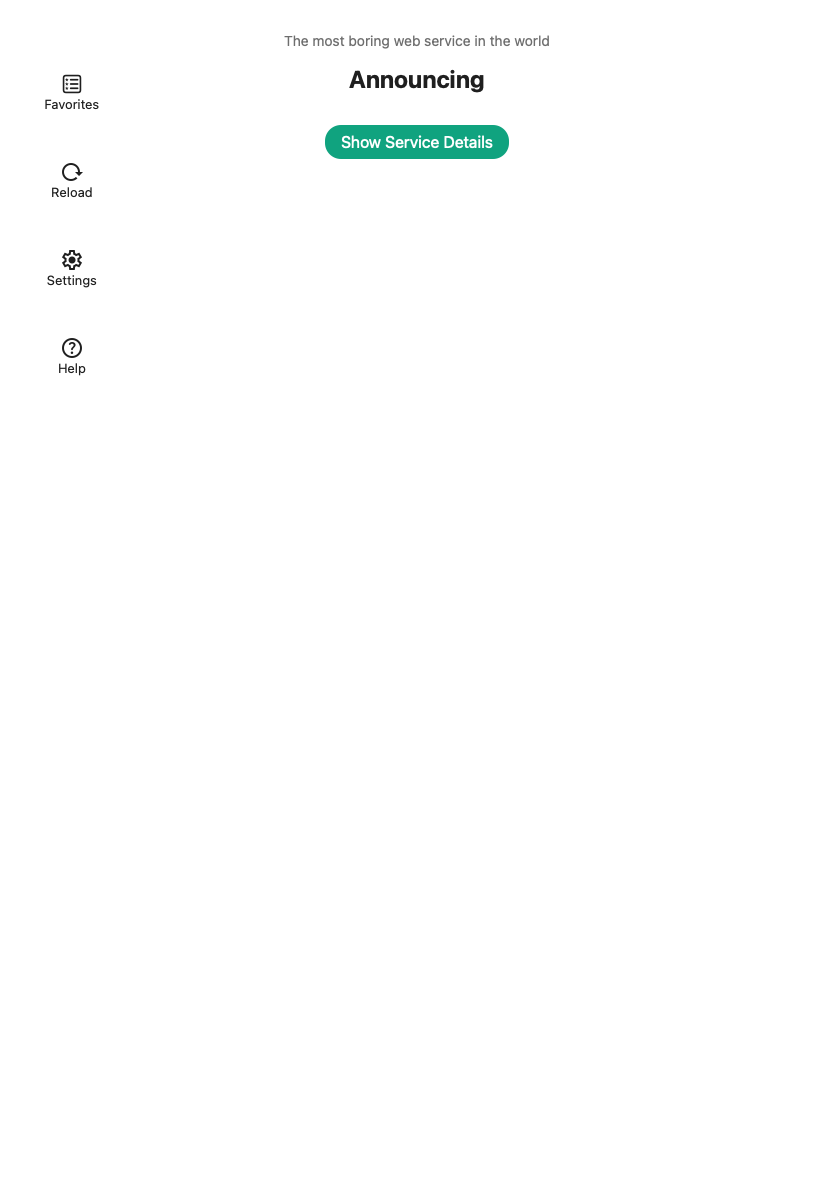 The most boring web service in the world
Announcing
Show Service Details
Favorites
Reload
Settings
Help